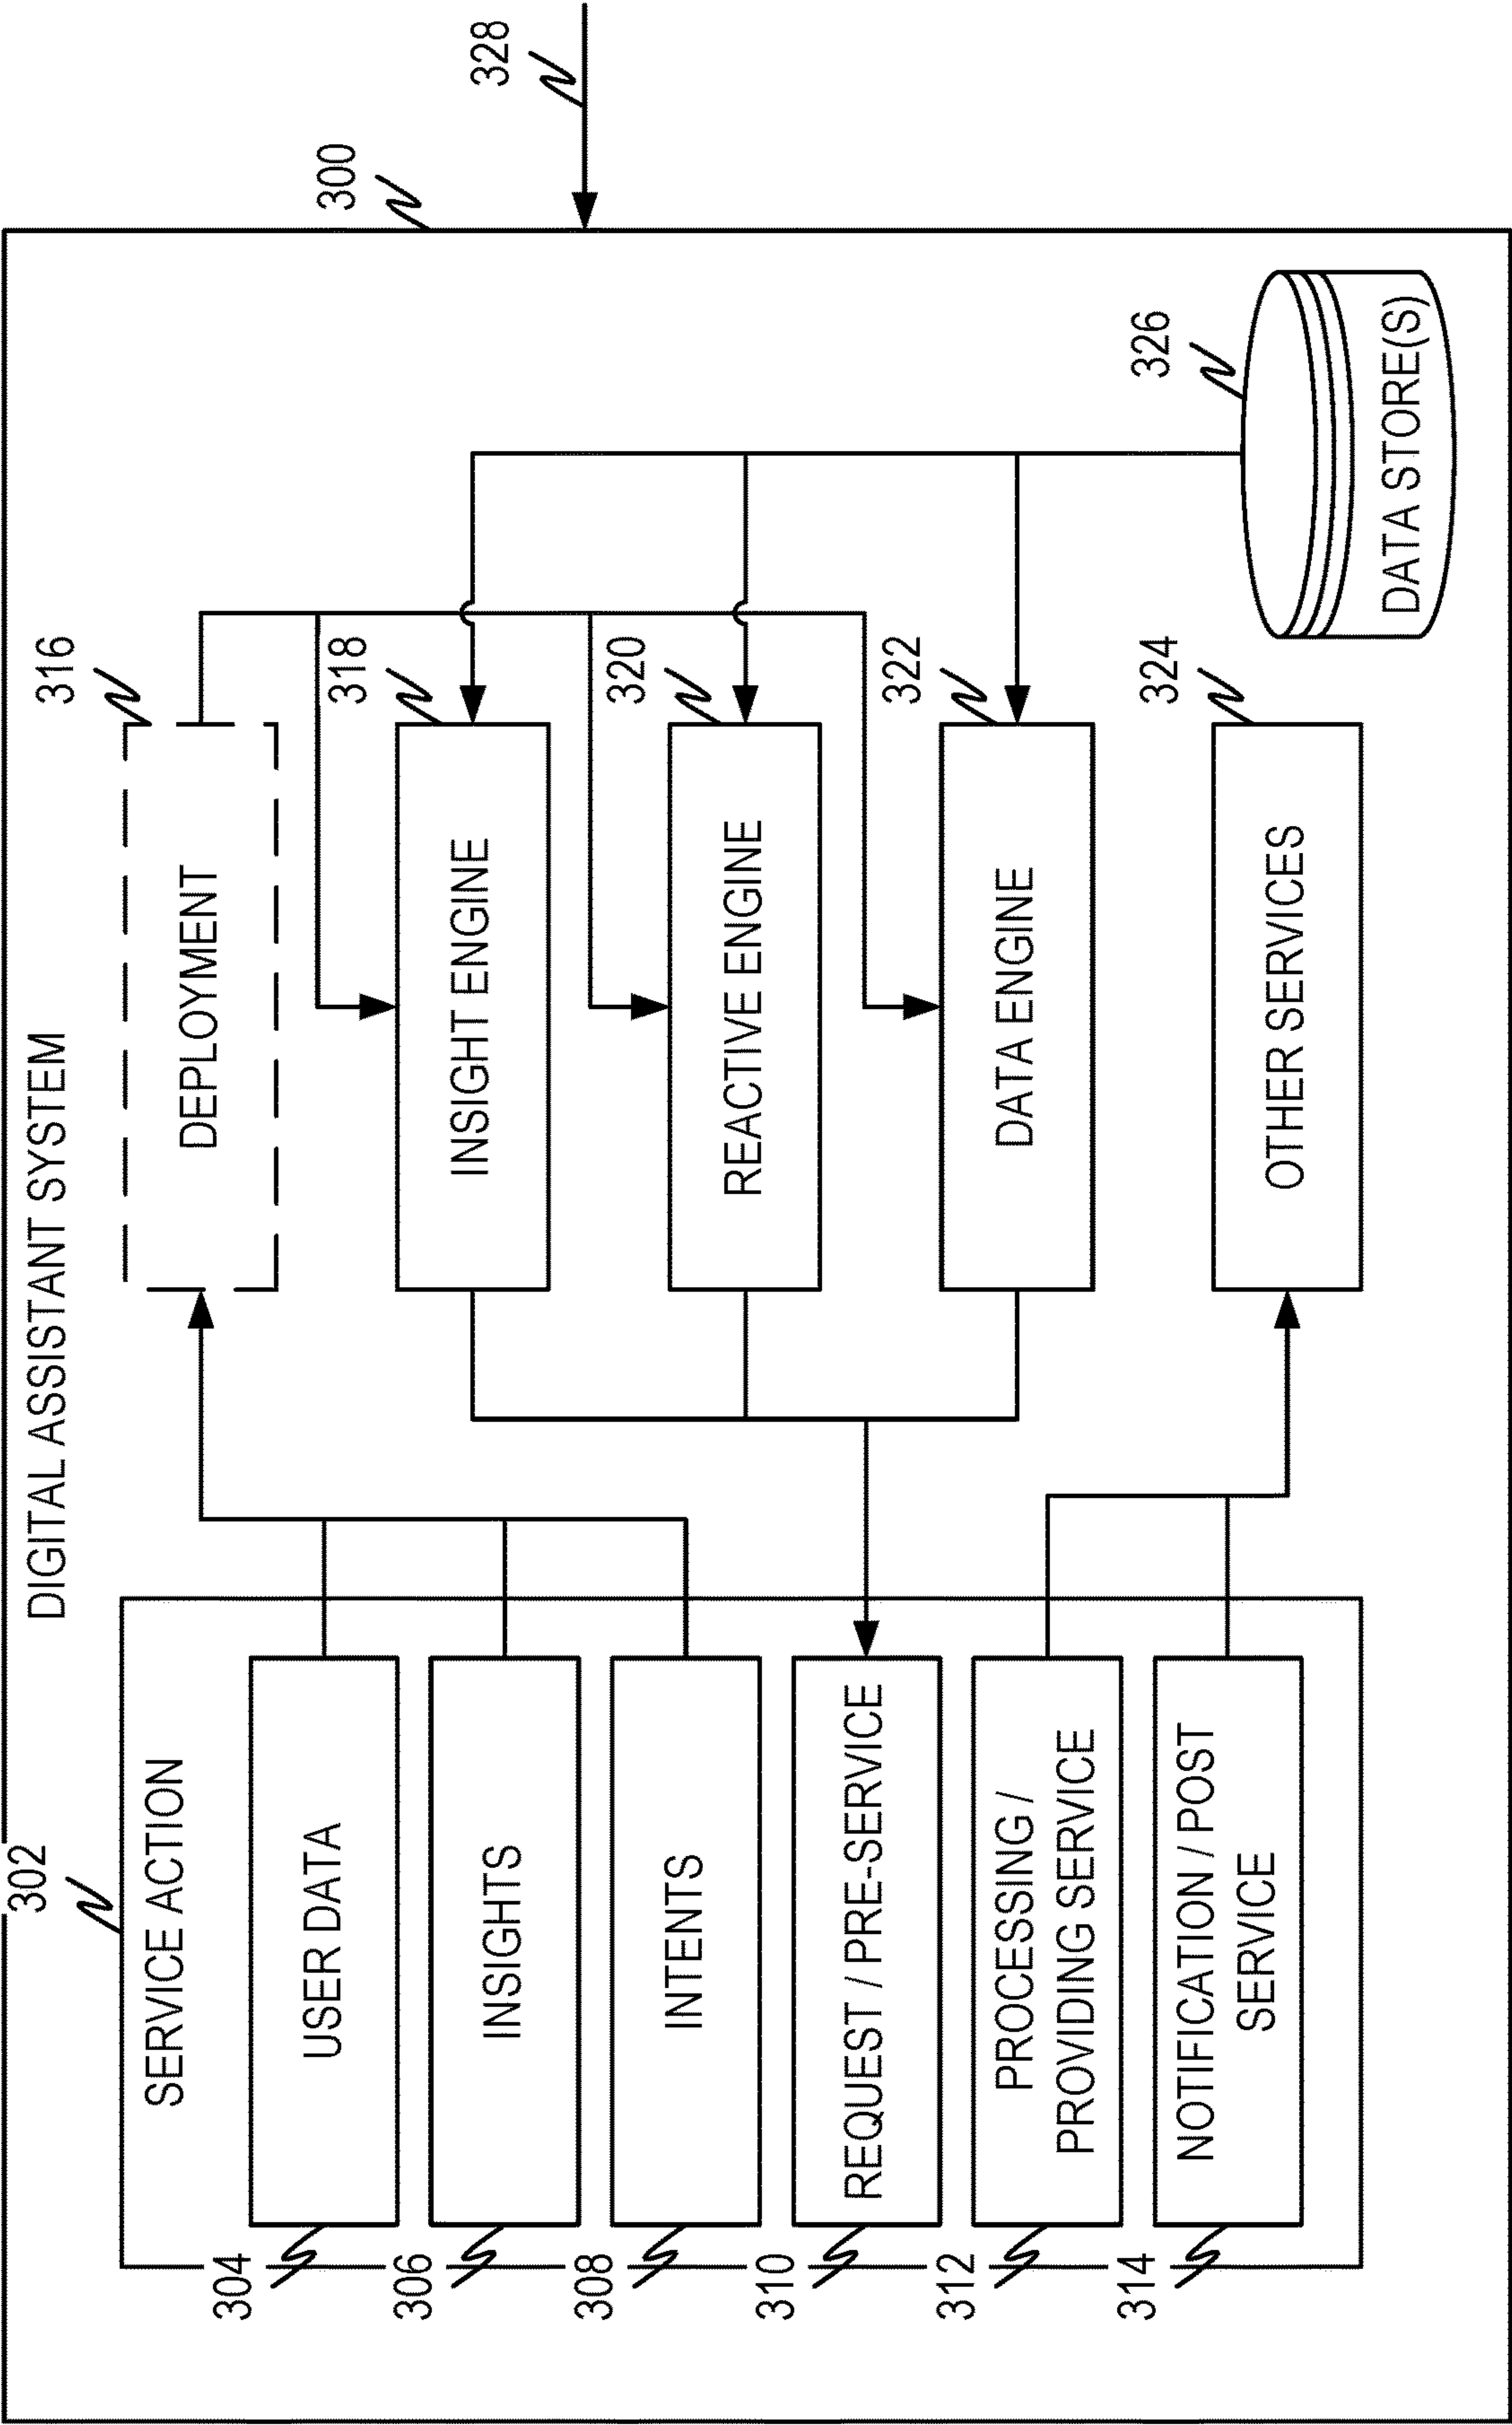 DIGITAL ASSISTANT SYSTEM
300
328
302
SERVICE ACTION
304
USER DATA
306
INSIGHTS
308
INTENTS
310
REQUEST / PRE-SERVICE
312
PROCESSING /
PROVIDING SERVICE
314
NOTIFICATION / POST
SERVICE
316
DEPLOYMENT
318
INSIGHT ENGINE
320
REACTIVE ENGINE
322
DATA ENGINE
324
OTHER SERVICES
326
DATA STORE(S)